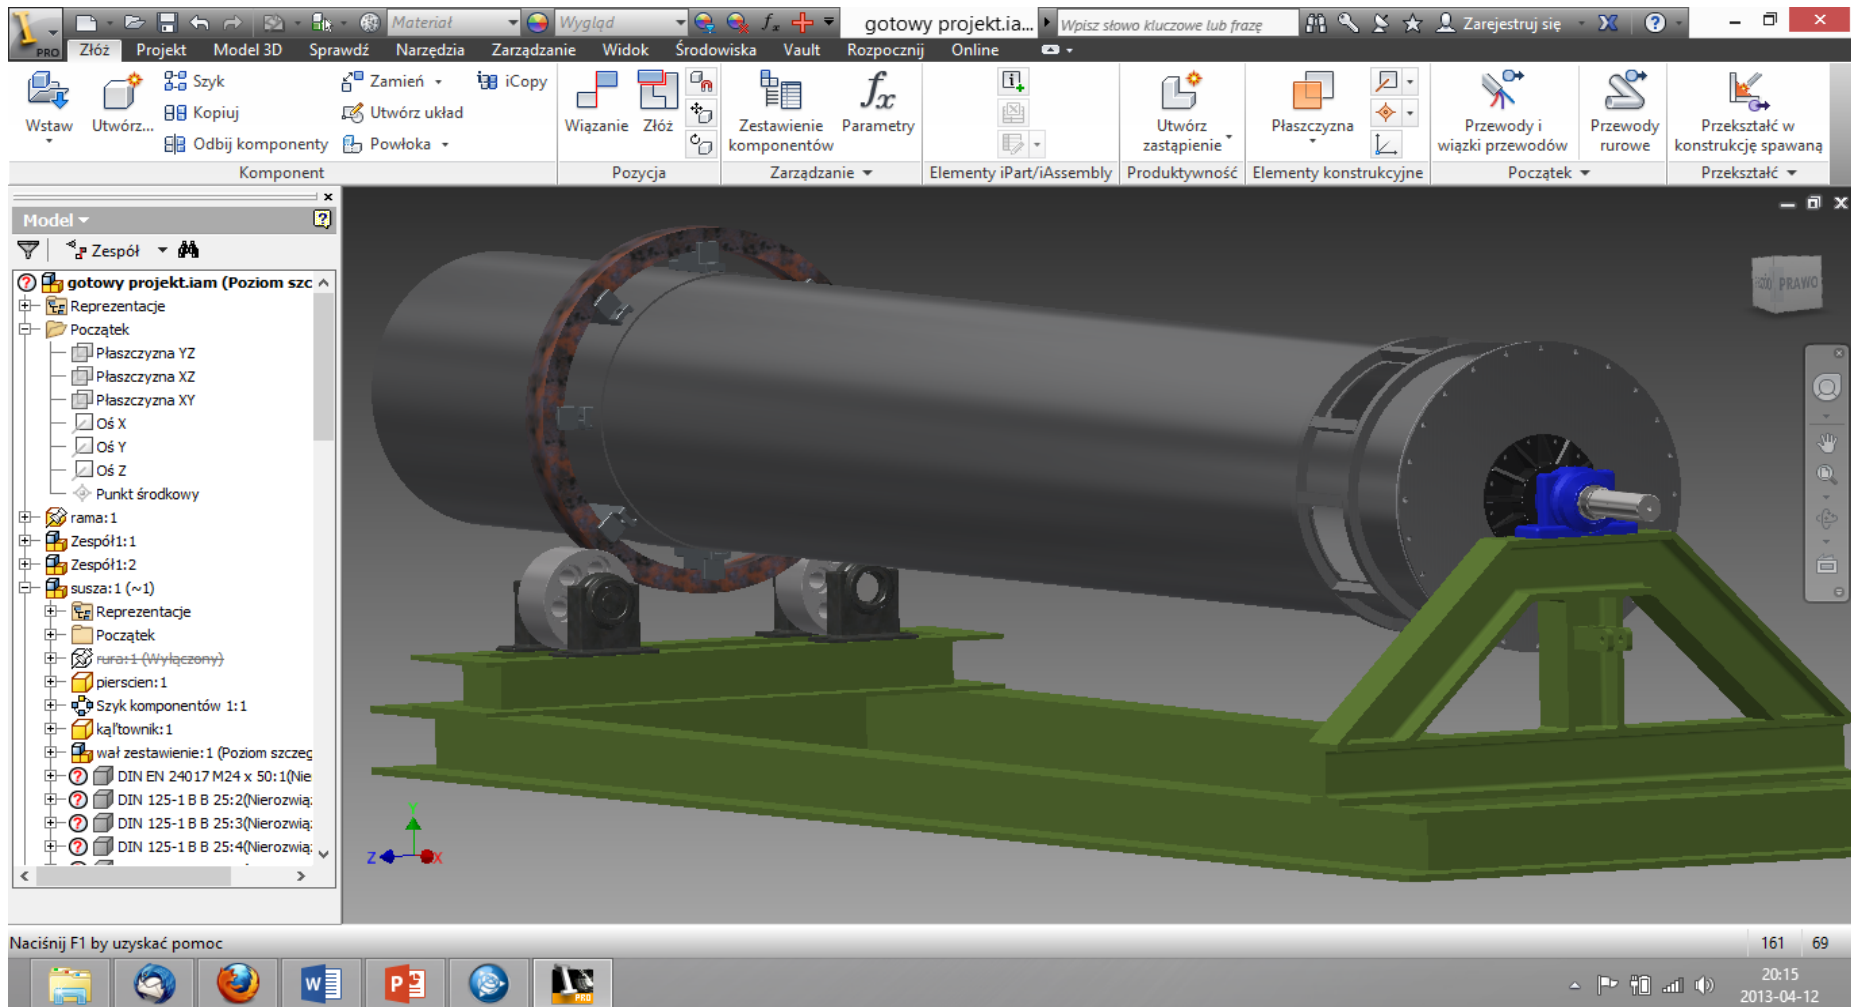 Materiał
Wygląd
gotowy projekt.ia...
Wpisz słowo kluczowe lub frazę
Zarejestruj się
PRO
Złóż Projekt Model 3D Sprawdź Narzędzia Zarządzanie Widok Środowiska Vault Rozpocznij Online
Wstaw
Utwórz...
Szyk
Kopiuj
Odbij komponenty
Zamień
Utwórz układ
Powłoka
iCopy
Wiązanie
Złóż
Zestawienie
komponentów
fx
Parametry
Utwórz
zastąpienie
Płaszczyzna
Przewody i
wiązki przewodów
Przewody
rurowe
Przekształć w
konstrukcję spawaną
Komponent
Pozycja
Zarządzanie
Elementy iPart/iAssembly
Produktywność
Elementy konstrukcyjne
Początek
Przekształć
Model
Zespół
gotowy projekt.iam (Poziom szc
Reprezentacje
Początek
Płaszczyzna YZ
Płaszczyzna XZ
Płaszczyzna XY
Oś X
Oś Y
Oś Z
Punkt środkowy
rama:1
Zespół1:1
Zespół1:2
susza:1 (~1)
Reprezentacje
Początek
rura:1 (Wyłączony)
pierscien:1
Szyk komponentów 1:1
kąľtownik:1
wał zestawienie:1 (Poziom szczeg
DIN EN 24017 M24 x 50:1(Nie
DIN 125-1 B B 25:2(Nierozwią:
DIN 125-1 B B 25:3(Nierozwią:
DIN 125-1 B B 25:4(Nierozwią:
PRAWO
Y
Z
X
Naciśnij F1 by uzyskać pomoc
161 69
PRO
20:15
2013-04-12